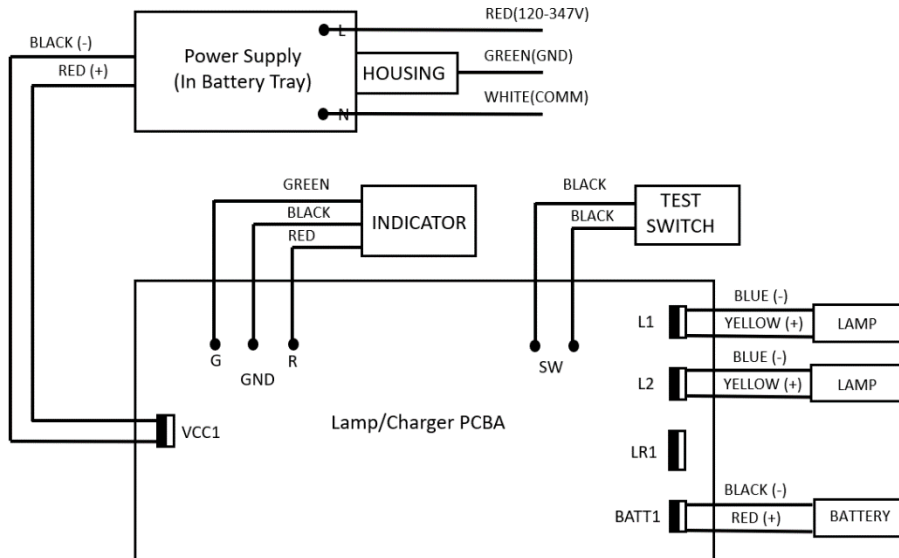 RED(120-347V)
BLACK (-)
L
Power Supply
(In Battery Tray)
GREEN(GND)
RED (+)
HOUSING
WHITE(COMM)
N
GREEN
BLACK
RED
INDICATOR
BLACK
BLACK
TEST
SWITCH
L1
BLUE (-)
YELLOW (+)
LAMP
G
GND
R
SW
L2
BLUE (-)
YELLOW (+)
LAMP
VCC1
Lamp/Charger PCBA
LR1
BATT1
BLACK (-)
RED (+)
BATTERY